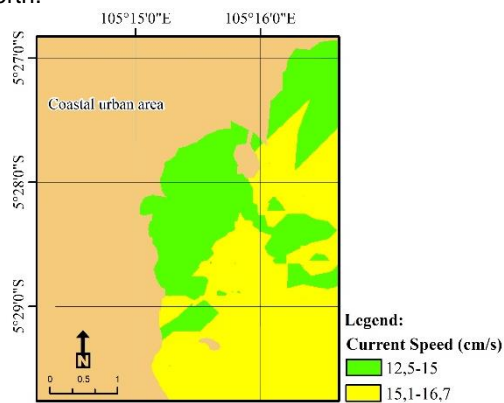 105°15'0"E 105°16'0"E
5°27'0"S
Coastal urban area
5°28'0"S
5°29'0"S
N
0 0.5 1
Legend:
Current Speed (cm/s)
12,5-15
15,1-16,7